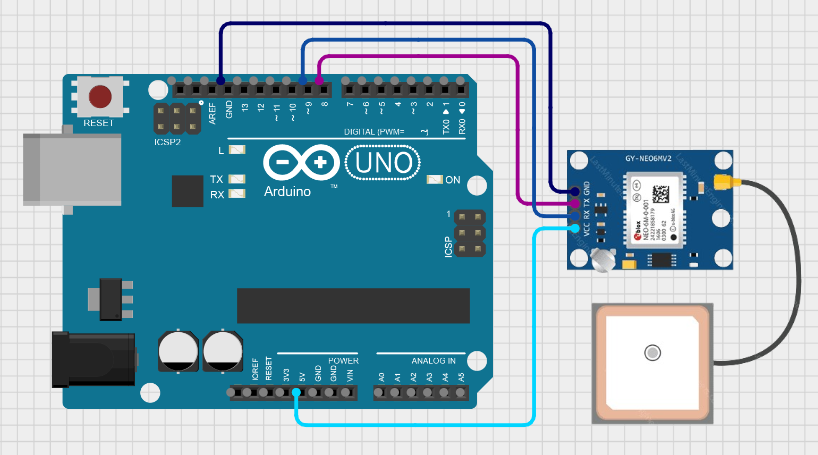 RESET
ICSP2
AREF
GND
13
12
~11
~10
~9
8
7
~6
~5
4
~3
2
TX0 ▶ 1
RX0 ◀ 0
DIGITAL (PWM=
L
TX
RX
UNO
Arduino
™
ON
1
ICSP
GY-NEO6MV2
GND
TX
RX
VCC
blox
NEO-6M-0-001
POWER
ANALOG IN
IOREF
RESET
3V3
5V
GND
GND
VIN
A0
A1
A2
A3
A4
A5